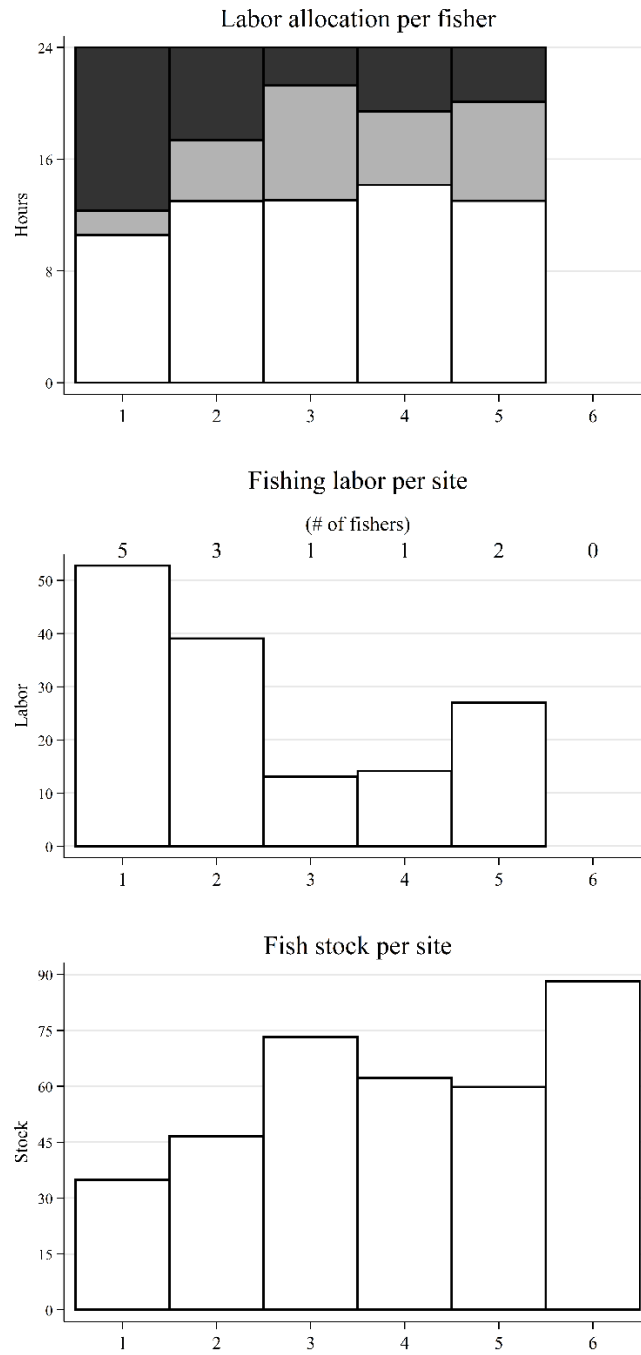 Labor allocation per fisher
24
16
8
0
Hours
1 2 3 4 5 6
Fishing labor per site
(# of fishers)
5 3 1 1 2 0
50
40
30
20
10
0
Labor
1 2 3 4 5 6
Fish stock per site
90
75
60
45
30
15
0
Stock
1 2 3 4 5 6